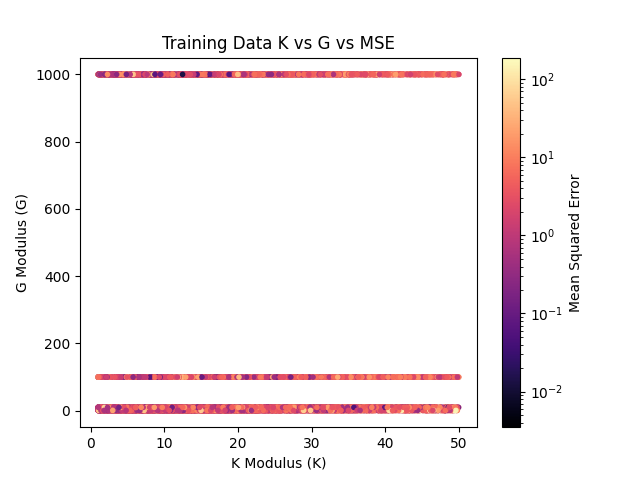 Training Data K vs G vs MSE
G Modulus (G)
1000
800
600
400
200
0
0 10 20 30 40 50
K Modulus (K)
10²
10¹
10⁰
10⁻¹
10⁻²
Mean Squared Error